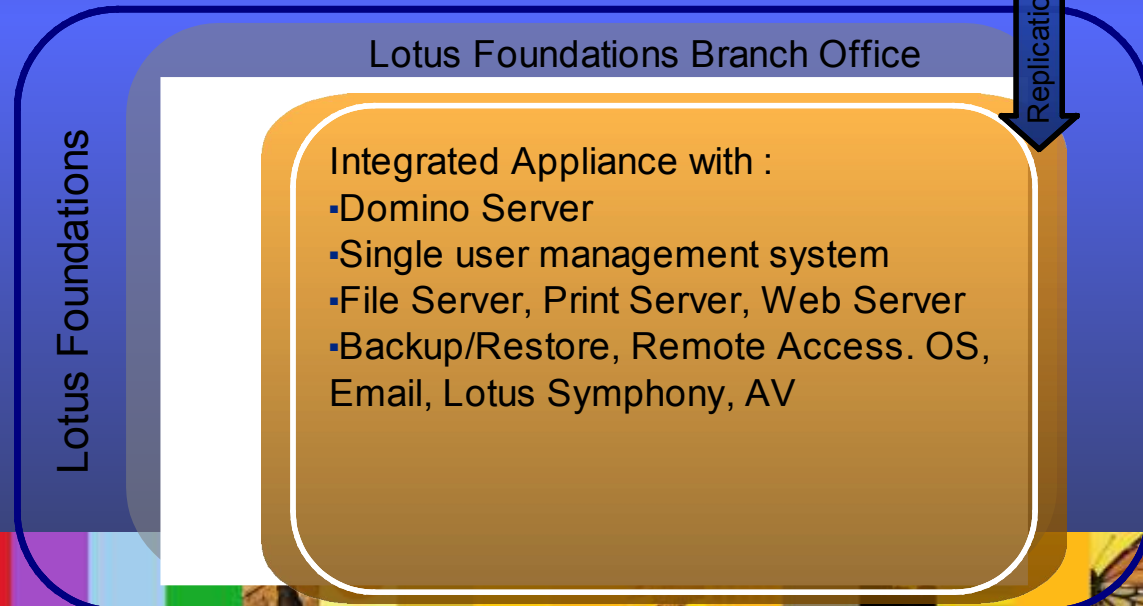 Replicatio
Lotus Foundations Branch Office
Lotus Foundations
Integrated Appliance with :
▪Domino Server
▪Single user management system
▪File Server, Print Server, Web Server
▪Backup/Restore, Remote Access. OS,
Email, Lotus Symphony, AV